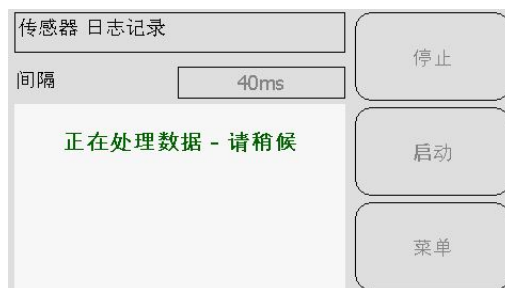 传感器 日志记录
停止
间隔
40ms
正在处理数据 - 请稍候
启动
菜单